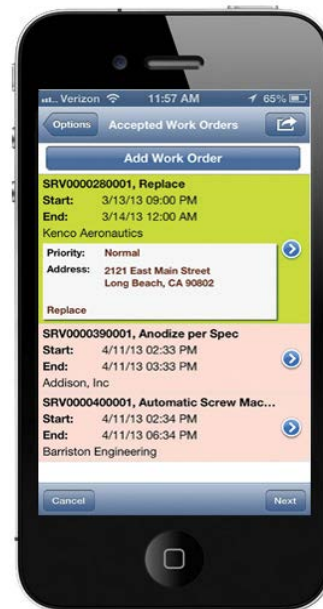 Verizon 11:57 AM 65%
Options Accepted Work Orders
Add Work Order
SRV0000280001, Replace
Start: 3/13/13 09:00 PM
End: 3/14/13 12:00 AM
Kenco Aeronautics
Priority: Normal
Address: 2121 East Main Street
Long Beach, CA 90802
Replace
SRV0000390001, Anodize per Spec
Start: 4/11/13 02:33 PM
End: 4/11/13 03:33 PM
Addison, Inc
SRV0000400001, Automatic Screw Mac...
Start: 4/11/13 02:34 PM
End: 4/11/13 06:34 PM
Barriston Engineering
Cancel Next